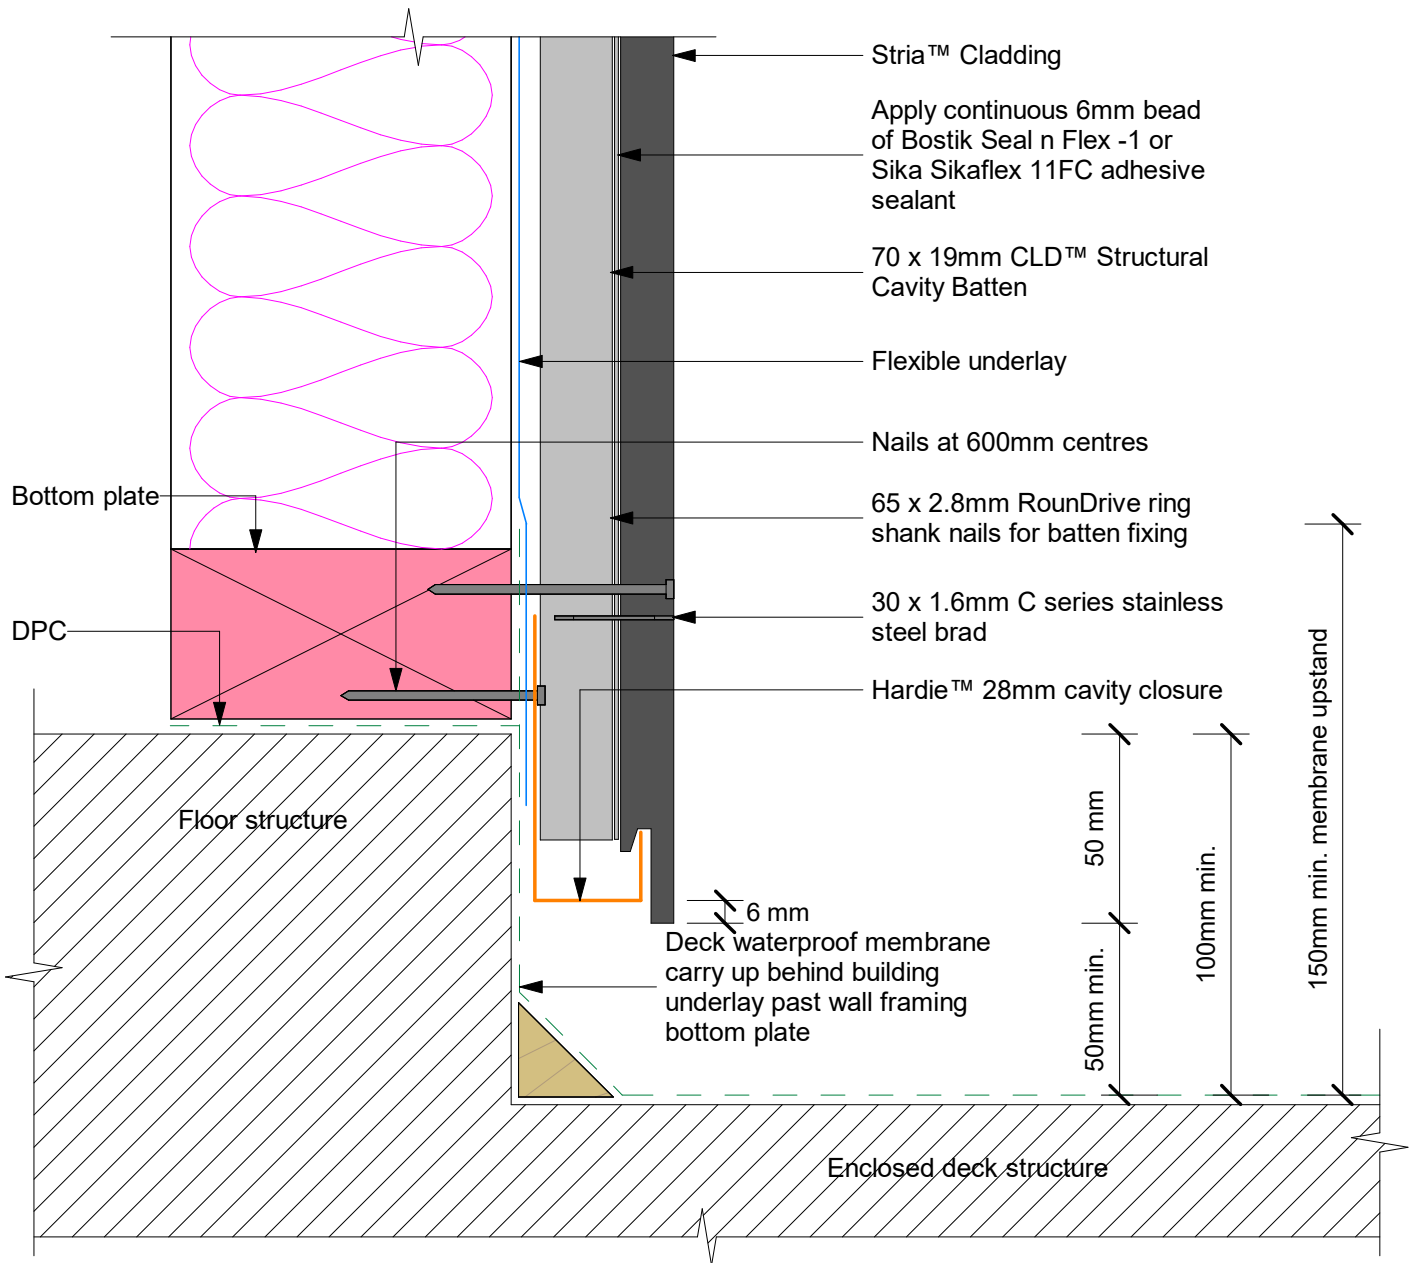 Stria™ Cladding
Apply continuous 6mm bead
of Bostik Seal n Flex -1 or
Sika Sikaflex 11FC adhesive
sealant
70 x 19mm CLD™ Structural
Cavity Batten
Flexible underlay
Nails at 600mm centres
Bottom plate
65 x 2.8mm RounDrive ring
shank nails for batten fixing
30 x 1.6mm C series stainless
steel brad
DPC
Hardie™ 28mm cavity closure
150mm min. membrane upstand
50 mm
100mm min.
Floor structure
6 mm
Deck waterproof membrane
carry up behind building
underlay past wall framing
bottom plate
50mm min.
Enclosed deck structure